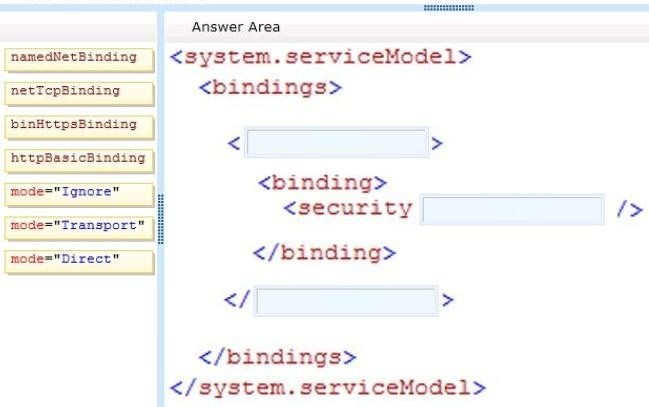 Answer Area
namedNetBinding
netTcpBinding
binHttpsBinding
httpBasicBinding
mode="Ignore"
mode="Transport"
mode="Direct"
<system.serviceModel>
<bindings>
< >
<binding>
<security />
</binding>
</ >
</bindings>
</system.serviceModel>